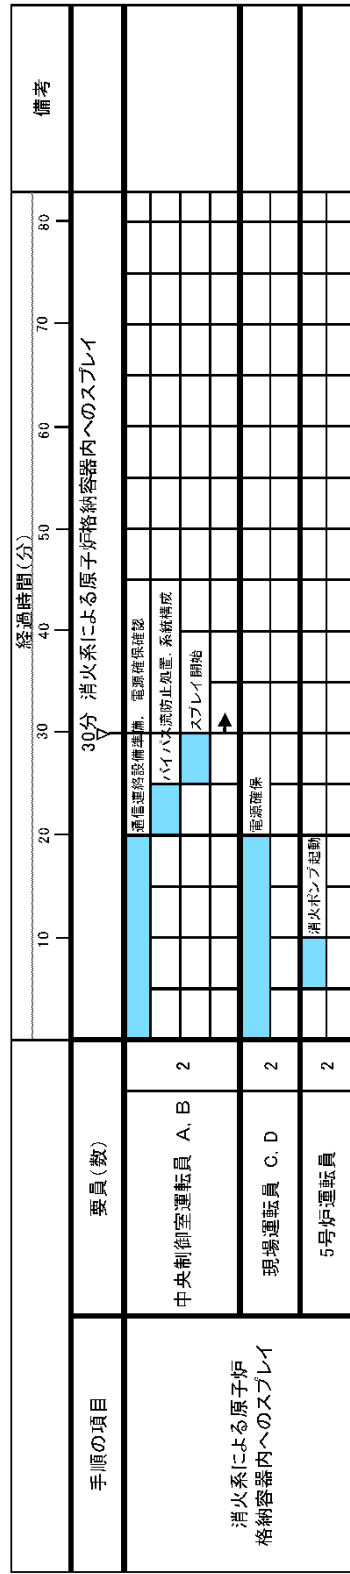 経過時間(分)
備考
10 20 30 40 50 60 70 80
手順の項目
要員(数)
30分 消火系による原子炉格納容器内へのスプレイ
消火系による原子炉
格納容器内へのスプレイ
中央制御室運転員 A, B
2
通信連絡設備準備, 電源確保確認
バイパス流防止処置, 系統構成
スプレイ開始
現場運転員 C, D
2
電源確保
5号炉運転員
2
消火ポンプ起動